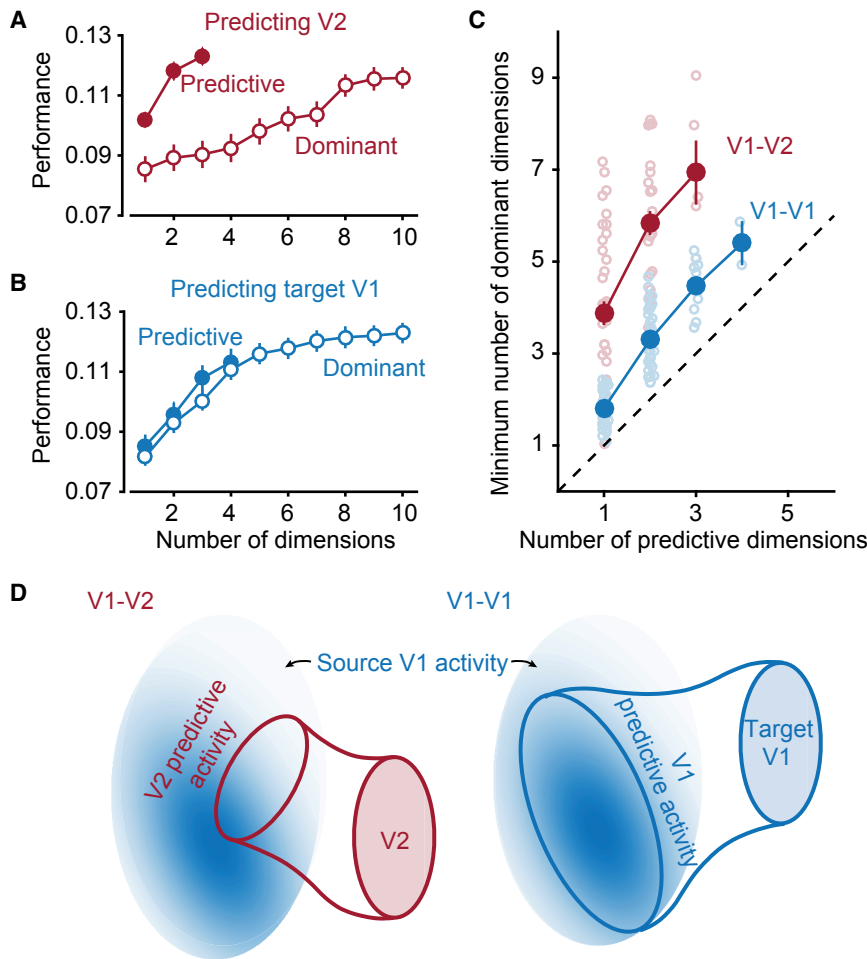 A
Predicting V2
0.13
0.11
0.09
0.07
Performance
Predictive
Dominant
2 4 6 8 10
B
Predicting target V1
0.13
0.11
0.09
0.07
Performance
Predictive
Dominant
2 4 6 8 10
Number of dimensions
C
9
7
5
3
1
Minimum number of dominant dimensions
V1-V2
V1-V1
1 3 5
Number of predictive dimensions
D
V1-V2
V1-V1
Source V1 activity
V2 predictive
activity
V2
V1
predictive activity
Target
V1